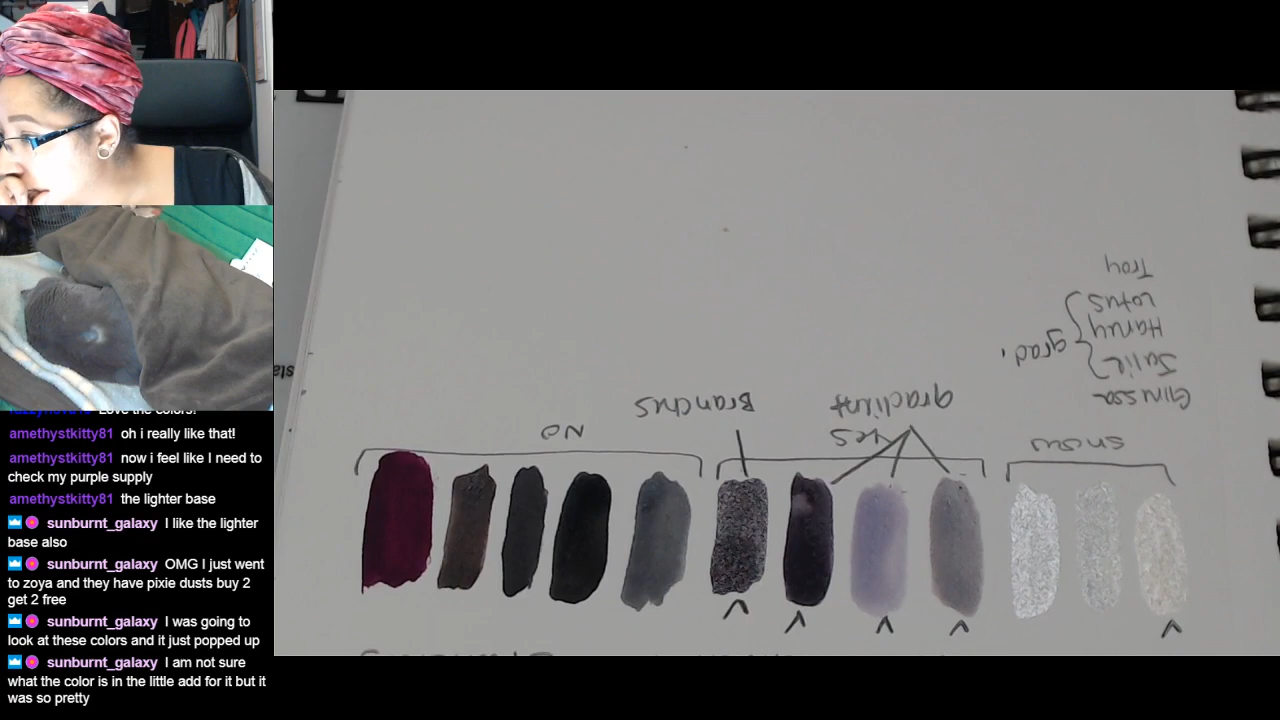 amethystkitty81 oh i really like that!
amethystkitty81 now i feel like I need to
check my purple supply
amethystkitty81 the lighter base
sunburnt_galaxy I like the lighter
base also
sunburnt_galaxy OMG I just went
to zoya and they have pixie dusts buy 2
get 2 free
sunburnt_galaxy I was going to
look at these colors and it just popped up
sunburnt_galaxy I am not sure
what the color is in the little add for it but it
was so pretty
Troy
Lotus
Harvy
grad.
Julie
gradient
Branches
Yes
NO
snow